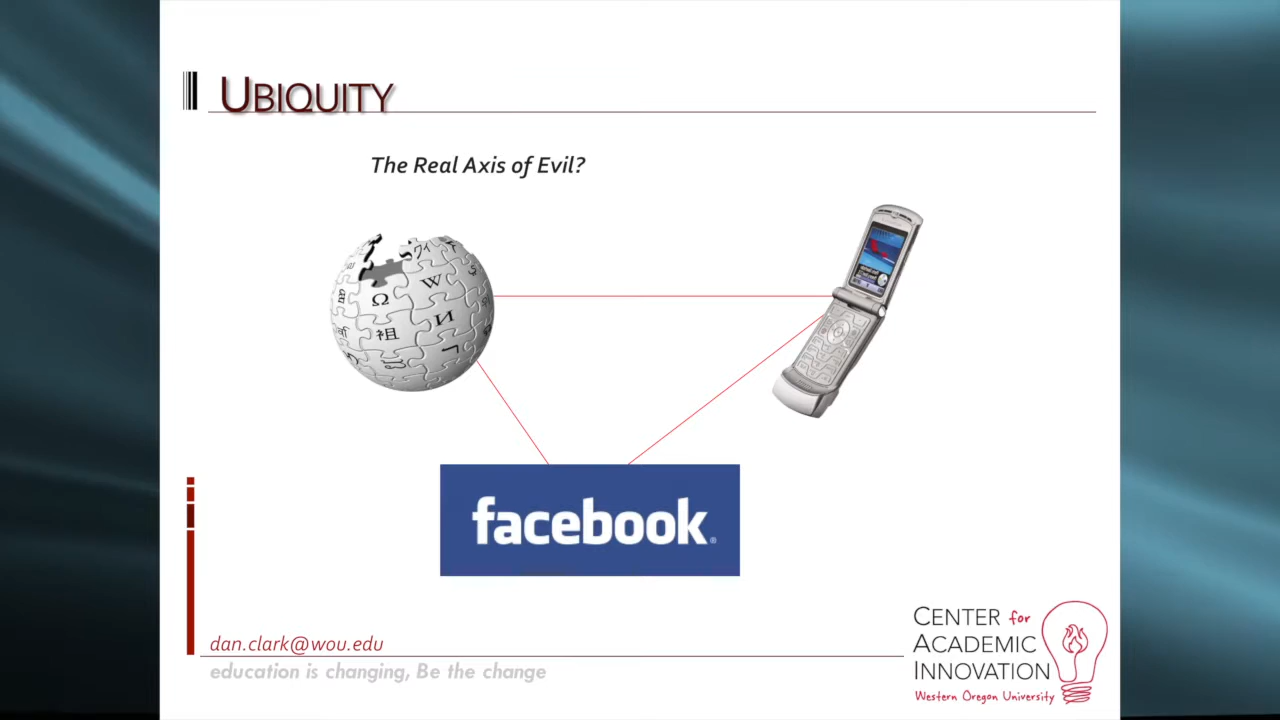 UBIQUITY
The Real Axis of Evil?
Ω W
祖 И
facebook®
dan.clark@wou.edu
education is changing, Be the change
CENTER for
ACADEMIC
INNOVATION
Western Oregon University